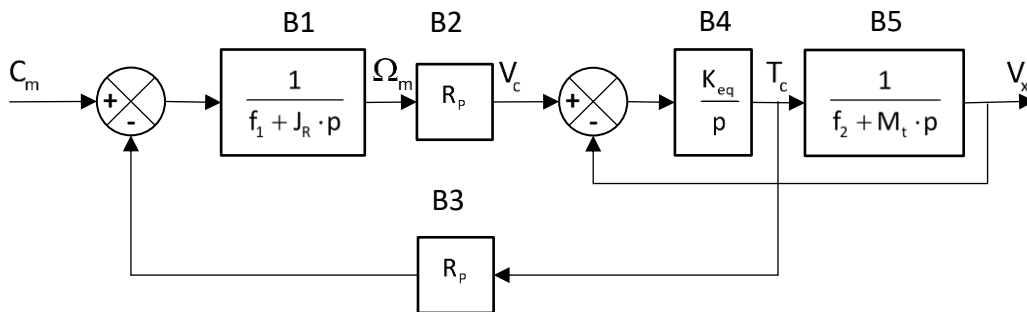 B1
B2
B4
B5
C_m
+
-
1
f_1 + J_R · p
Ω_m
R_P
V_c
+
-
K_eq
p
T_c
1
f_2 + M_t · p
V_x
B3
R_P